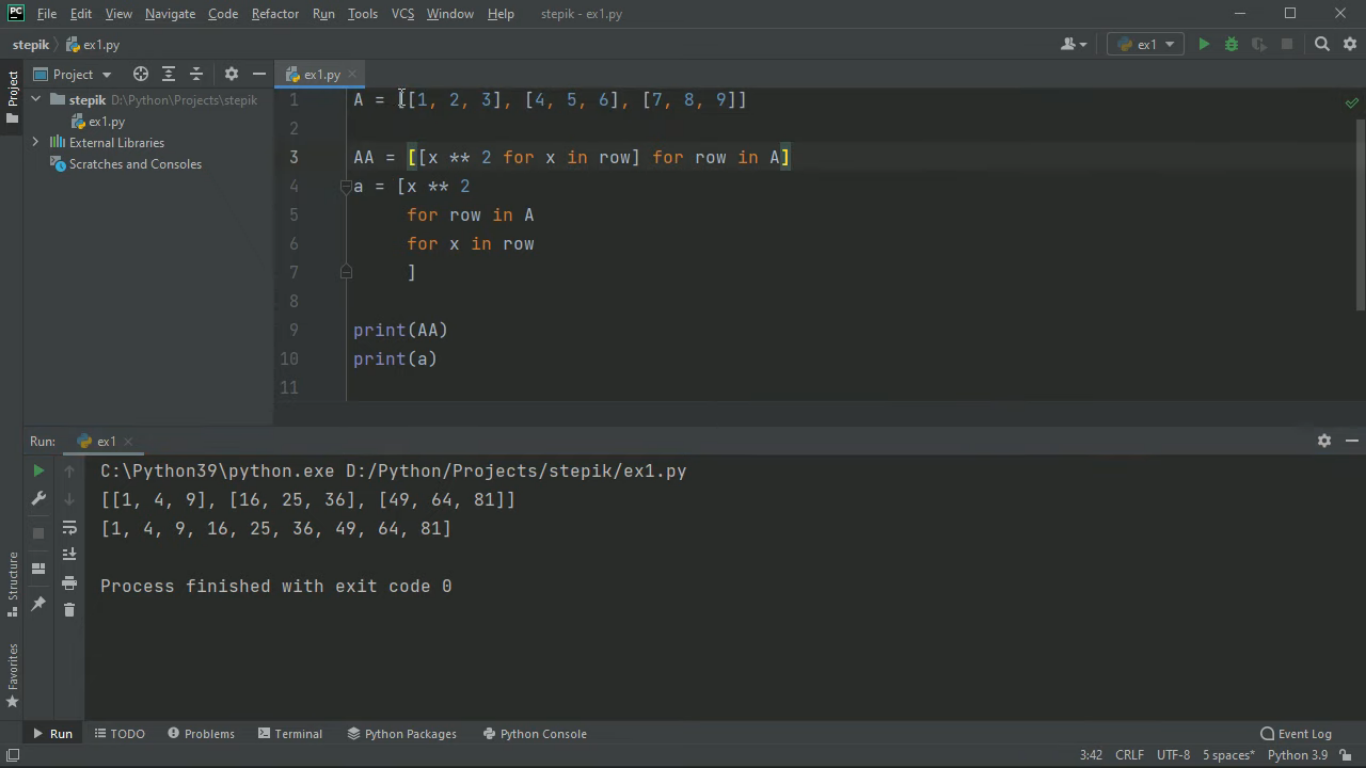 PC File Edit View Navigate Code Refactor Run Tools VCS Window Help stepik - ex1.py
stepik ex1.py ex1
Project ex1.py
Project
stepik D:\Python\Projects\stepik
ex1.py
External Libraries
Scratches and Consoles
1 A = [[1, 2, 3], [4, 5, 6], [7, 8, 9]]
2
3 AA = [[x ** 2 for x in row] for row in A]
4 a = [x ** 2
5 for row in A
6 for x in row
7 ]
8
9 print(AA)
10 print(a)
11
Run: ex1
C:\Python39\python.exe D:/Python/Projects/stepik/ex1.py
[[1, 4, 9], [16, 25, 36], [49, 64, 81]]
[1, 4, 9, 16, 25, 36, 49, 64, 81]
Process finished with exit code 0
Structure
Favorites
Run TODO Problems Terminal Python Packages Python Console Event Log
3:42 CRLF UTF-8 5 spaces* Python 3.9